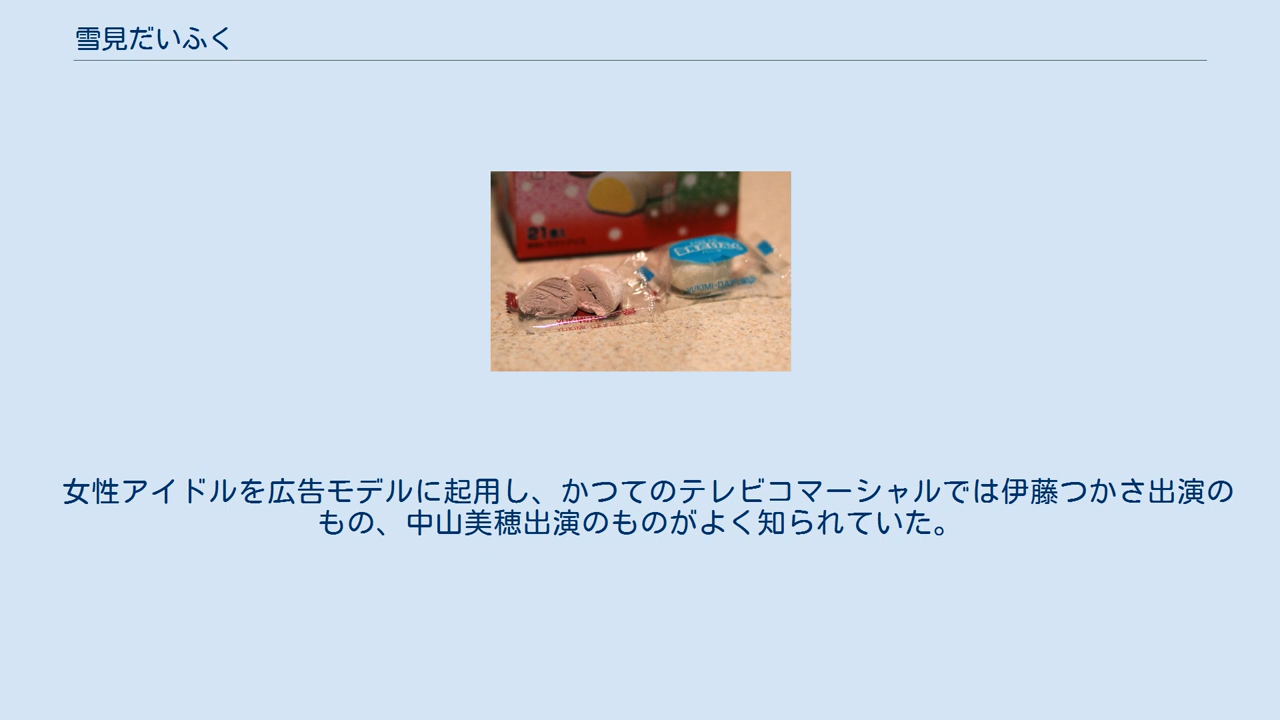 雪見だいふく
21
YUKIMI-DAIFUKU
女性アイドルを広告モデルに起用し、かつてのテレビコマーシャルでは伊藤つかさ出演の
もの、中山美穂出演のものがよく知られていた。